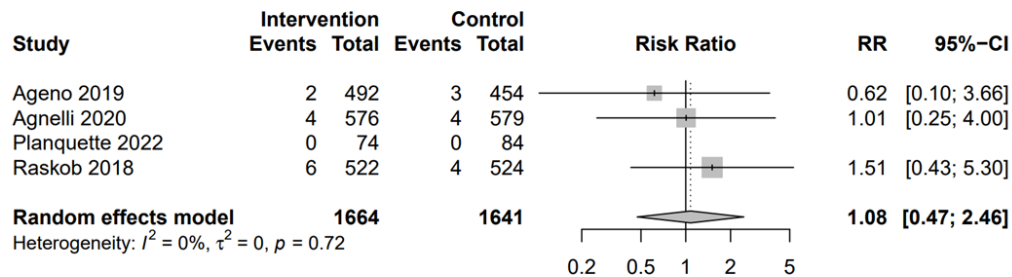 Intervention Control
Study Events Total Events Total Risk Ratio RR 95%−CI
Ageno 2019 2 492 3 454 0.62 [0.10; 3.66]
Agnelli 2020 4 576 4 579 1.01 [0.25; 4.00]
Planquette 2022 0 74 0 84
Raskob 2018 6 522 4 524 1.51 [0.43; 5.30]
Random effects model 1664 1641 1.08 [0.47; 2.46]
Heterogeneity: I² = 0%, τ² = 0, p = 0.72
0.2 0.5 1 2 5